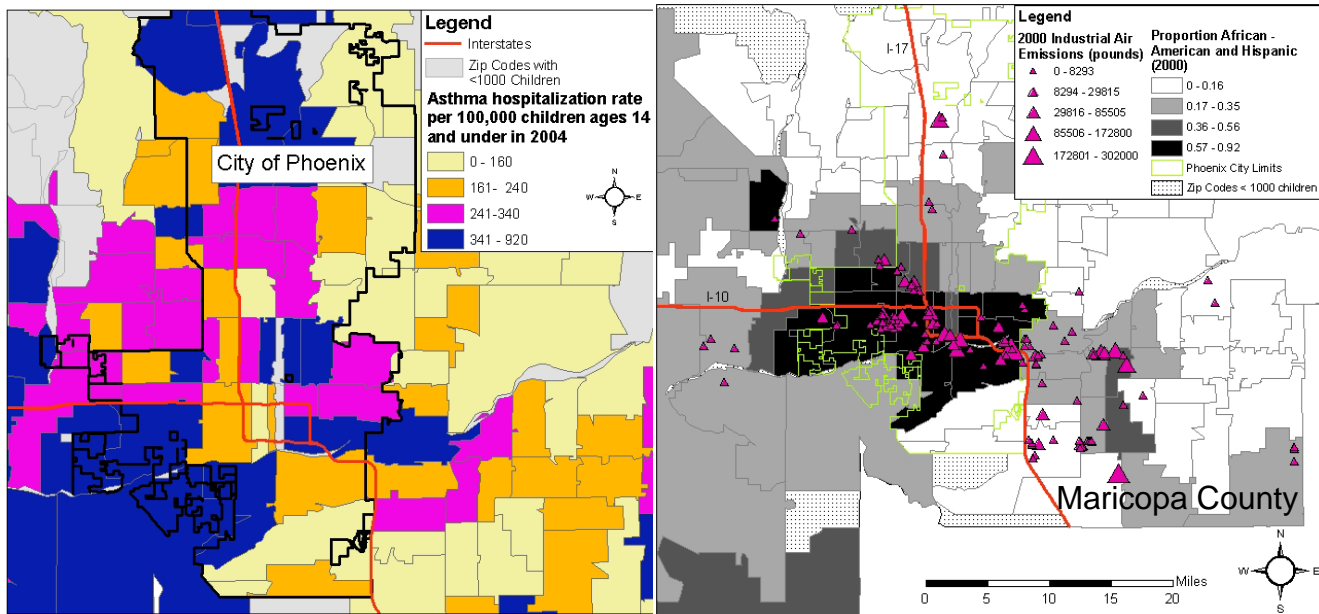 Legend
Interstates
Zip Codes with
<1000 Children
Asthma hospitalization rate
per 100,000 children ages 14
and under in 2004
0 - 160
161- 240
241-340
341 - 920
N
W
E
S
City of Phoenix
Legend
2000 Industrial Air
Emissions (pounds)
0 - 8293
8294 - 29815
29816 - 85505
85506 - 172800
172801 - 302000
Proportion African -
American and Hispanic
(2000)
0 - 0.16
0.17 - 0.35
0.36 - 0.56
0.57 - 0.92
Phoenix City Limits
Zip Codes < 1000 children
I-17
I-10
Maricopa County
N
W
E
S
Miles
0
5
10
15
20